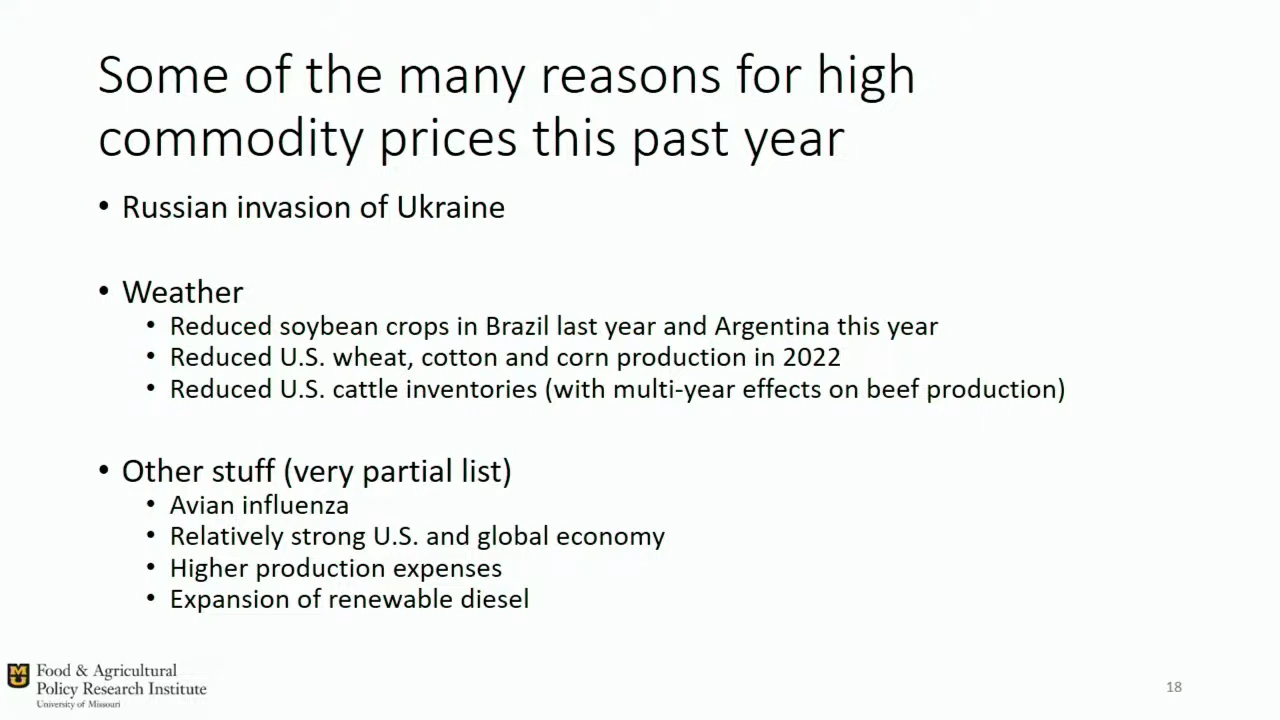 Some of the many reasons for high
commodity prices this past year
• Russian invasion of Ukraine
• Weather
• Reduced soybean crops in Brazil last year and Argentina this year
• Reduced U.S. wheat, cotton and corn production in 2022
• Reduced U.S. cattle inventories (with multi-year effects on beef production)
• Other stuff (very partial list)
• Avian influenza
• Relatively strong U.S. and global economy
• Higher production expenses
• Expansion of renewable diesel
Food & Agricultural
Policy Research Institute
University of Missouri
18